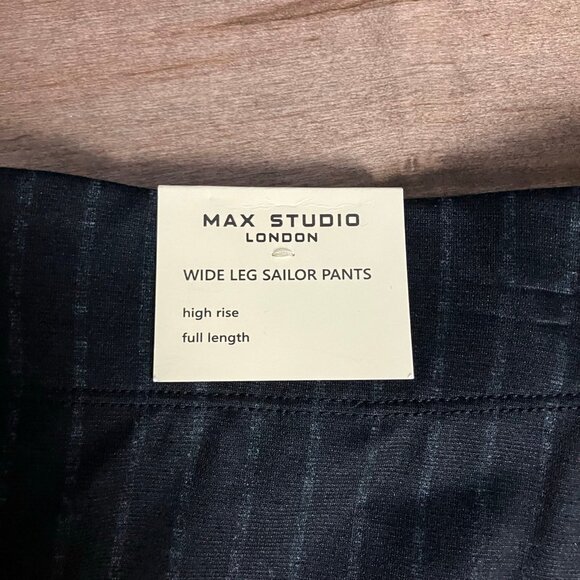 MAX STUDIO
LONDON
WIDE LEG SAILOR PANTS
high rise
full length